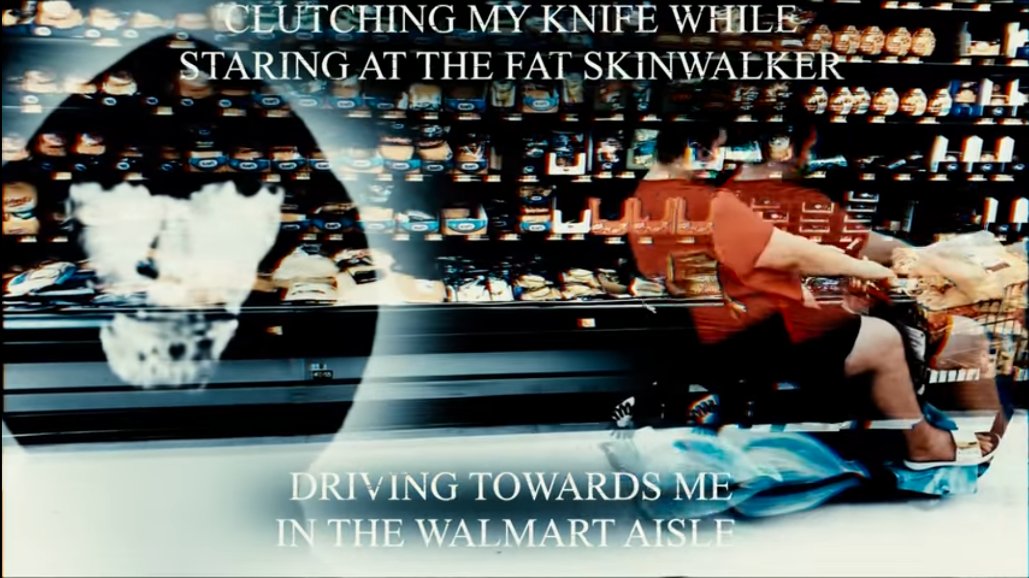 CLUTCHING MY KNIFE WHILE
STARING AT THE FAT SKINWALKER
DRIVING TOWARDS ME
IN THE WALMART AISLE